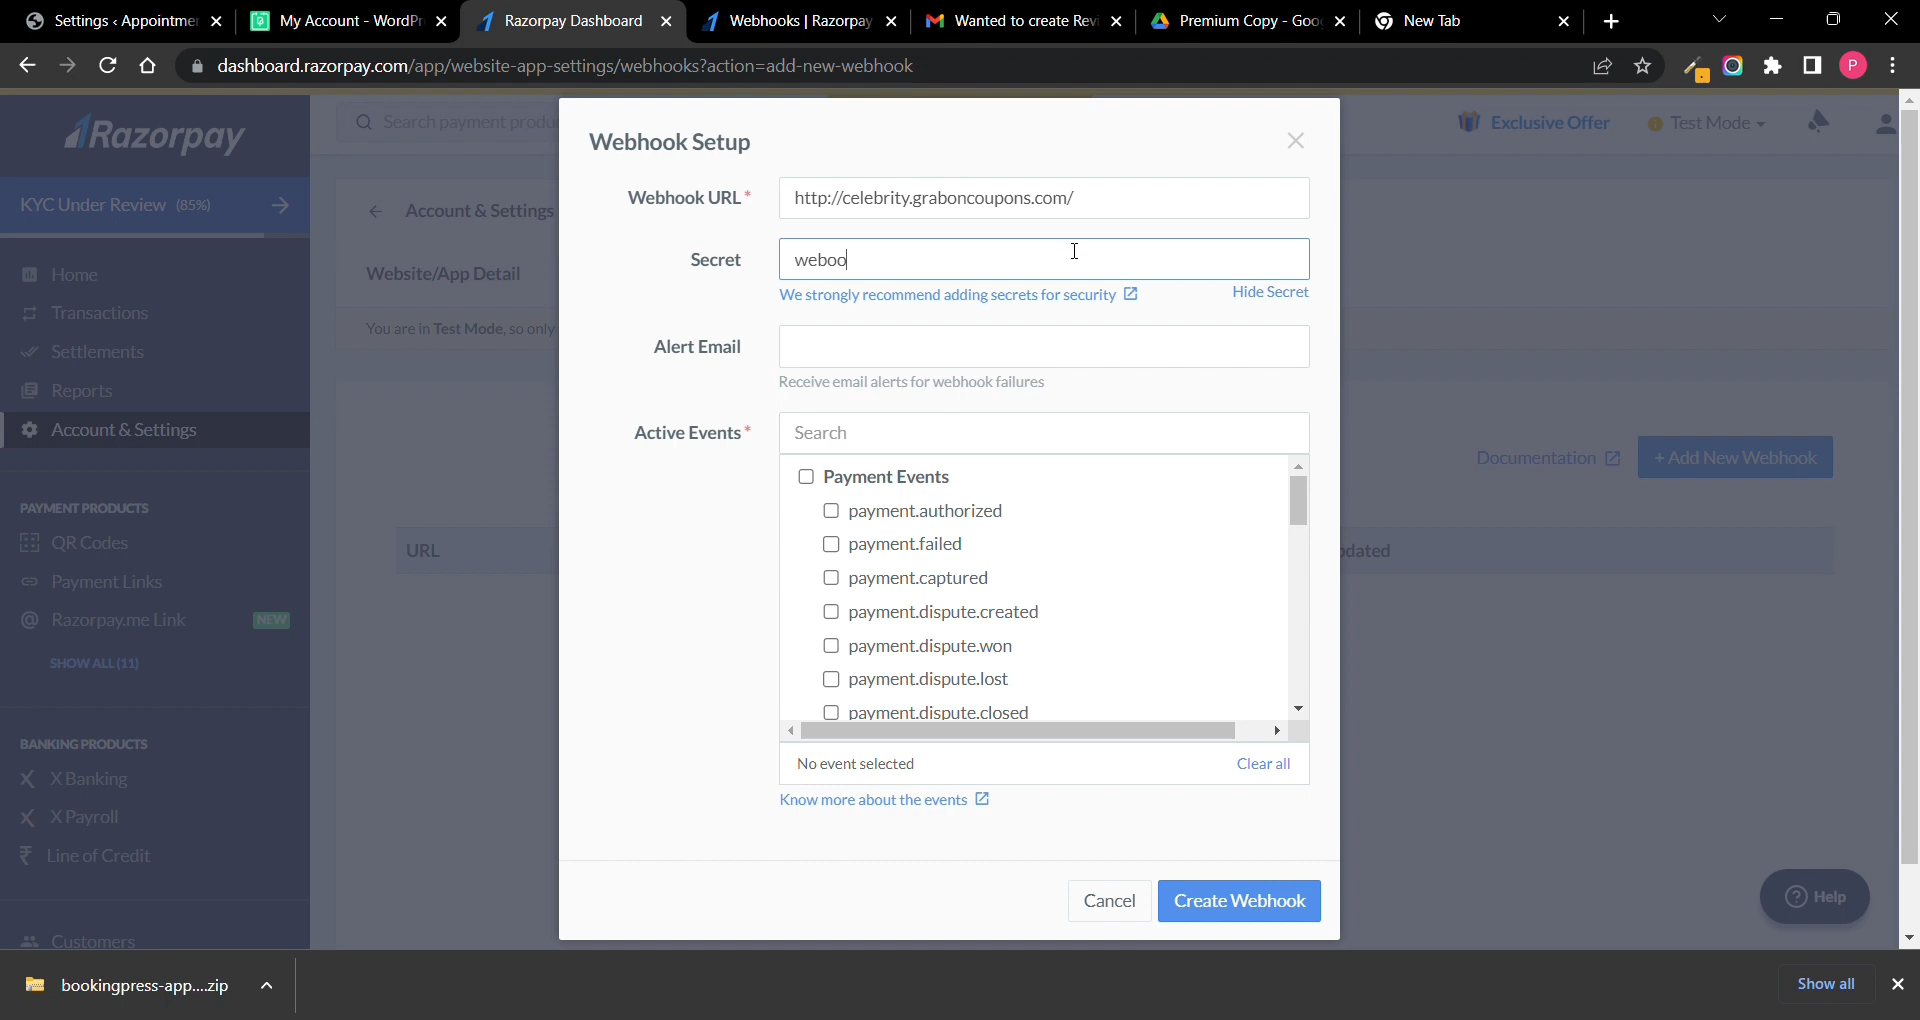 Settings ‹ Appointmer
My Account - WordPr
Razorpay Dashboard
Webhooks | Razorpay
Wanted to create Revi
Premium Copy - Goo
New Tab
dashboard.razorpay.com/app/website-app-settings/webhooks?action=add-new-webhook
P
Razorpay
Search payment produ
Exclusive Offer
Test Mode
KYC Under Review (85%)
Account & Settings
Website/App Detail
You are in Test Mode, so only
Home
Transactions
Settlements
Reports
Account & Settings
PAYMENT PRODUCTS
QR Codes
Payment Links
Razorpay.me Link NEW
SHOW ALL (11)
BANKING PRODUCTS
X Banking
X Payroll
Line of Credit
Customers
Documentation
+ Add New Webhook
URL
pdated
Webhook Setup
Webhook URL*
http://celebrity.graboncoupons.com/
Secret
weboo
We strongly recommend adding secrets for security
Hide Secret
Alert Email
Receive email alerts for webhook failures
Active Events*
Search
Payment Events
payment.authorized
payment.failed
payment.captured
payment.dispute.created
payment.dispute.won
payment.dispute.lost
payment.dispute.closed
No event selected
Clear all
Know more about the events
Cancel
Create Webhook
Help
bookingpress-app....zip
Show all